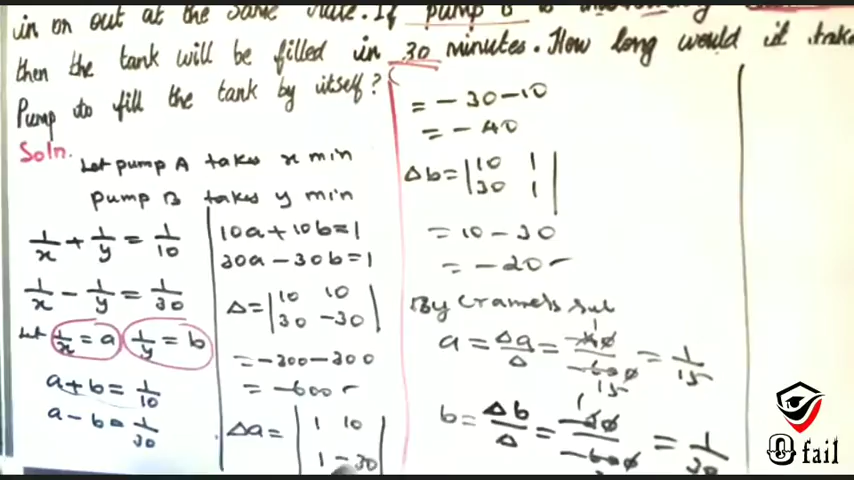 in or out at the same rate. If pump B is
then the tank will be filled in 30 minutes. How long would it take
Pump to fill the tank by itself?
Soln.
Let pump A takes x min
pump B takes y min
1/x + 1/y = 1/10
1/x - 1/y = 1/30
Let 1/x = a 1/y = b
a + b = 1/10
a - b = 1/30
10a + 10b = 1
30a - 30b = 1
Δ = | 10 10 |
| 30 -30 |
= -300 - 300
= -600
Δa = | 1 10 |
| 1 -30 |
= -30 - 10
= -40
Δb = | 10 1 |
| 30 1 |
= 10 - 30
= -20
By Cramer's rul
a = Δa/Δ = -40/-600 = 1/15
b = Δb/Δ = -20/-600 = 1/30
0 fail